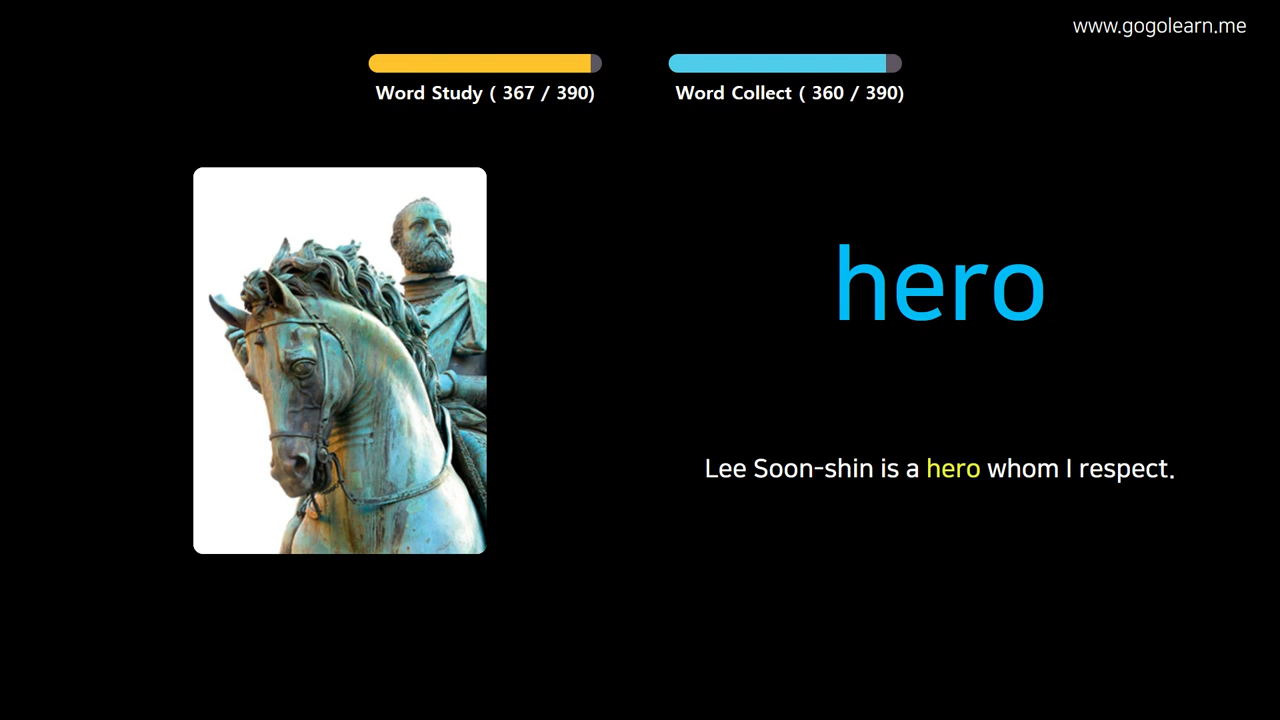 www.gogolearn.me
Word Study ( 367 / 390)
Word Collect ( 360 / 390)
hero
Lee Soon-shin is a hero whom I respect.